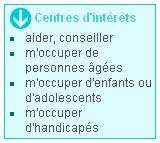 Centres d'intérêts
aider, conseiller
m'occuper de
personnes âgées
m'occuper d'enfants ou
d'adolescents
m'occuper
d'handicapés